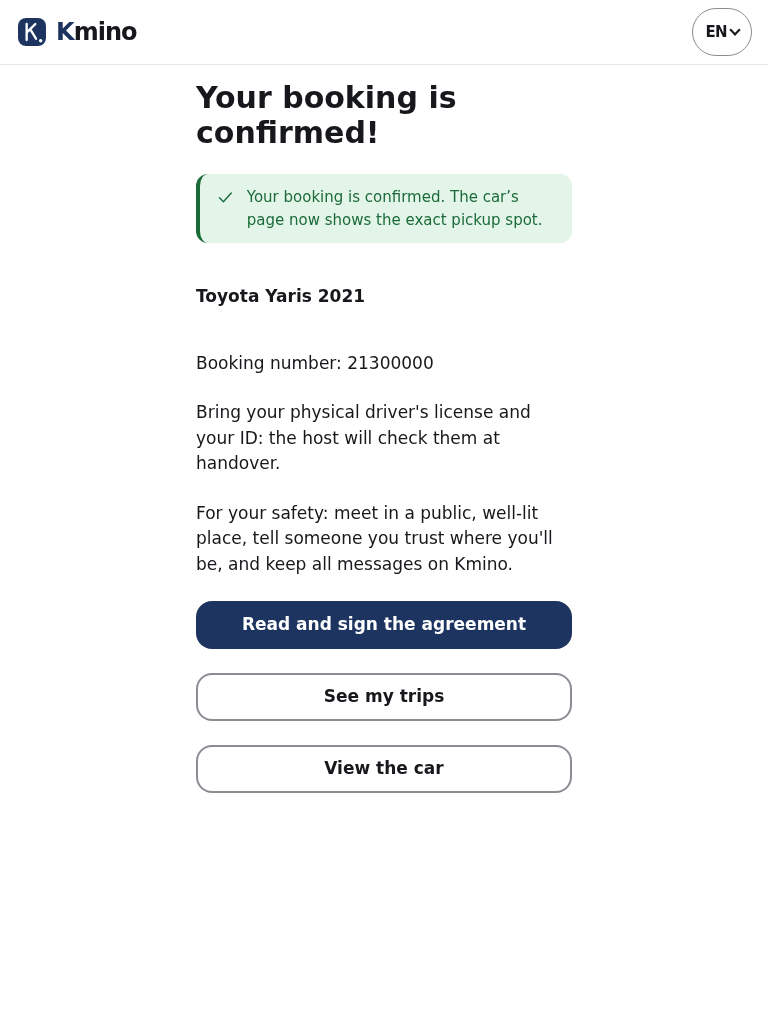 K.
Kmino
EN
Your booking is
confirmed!
Your booking is confirmed. The car’s
page now shows the exact pickup spot.
Toyota Yaris 2021
Booking number: 21300000
Bring your physical driver's license and
your ID: the host will check them at
handover.
For your safety: meet in a public, well-lit
place, tell someone you trust where you'll
be, and keep all messages on Kmino.
Read and sign the agreement
See my trips
View the car